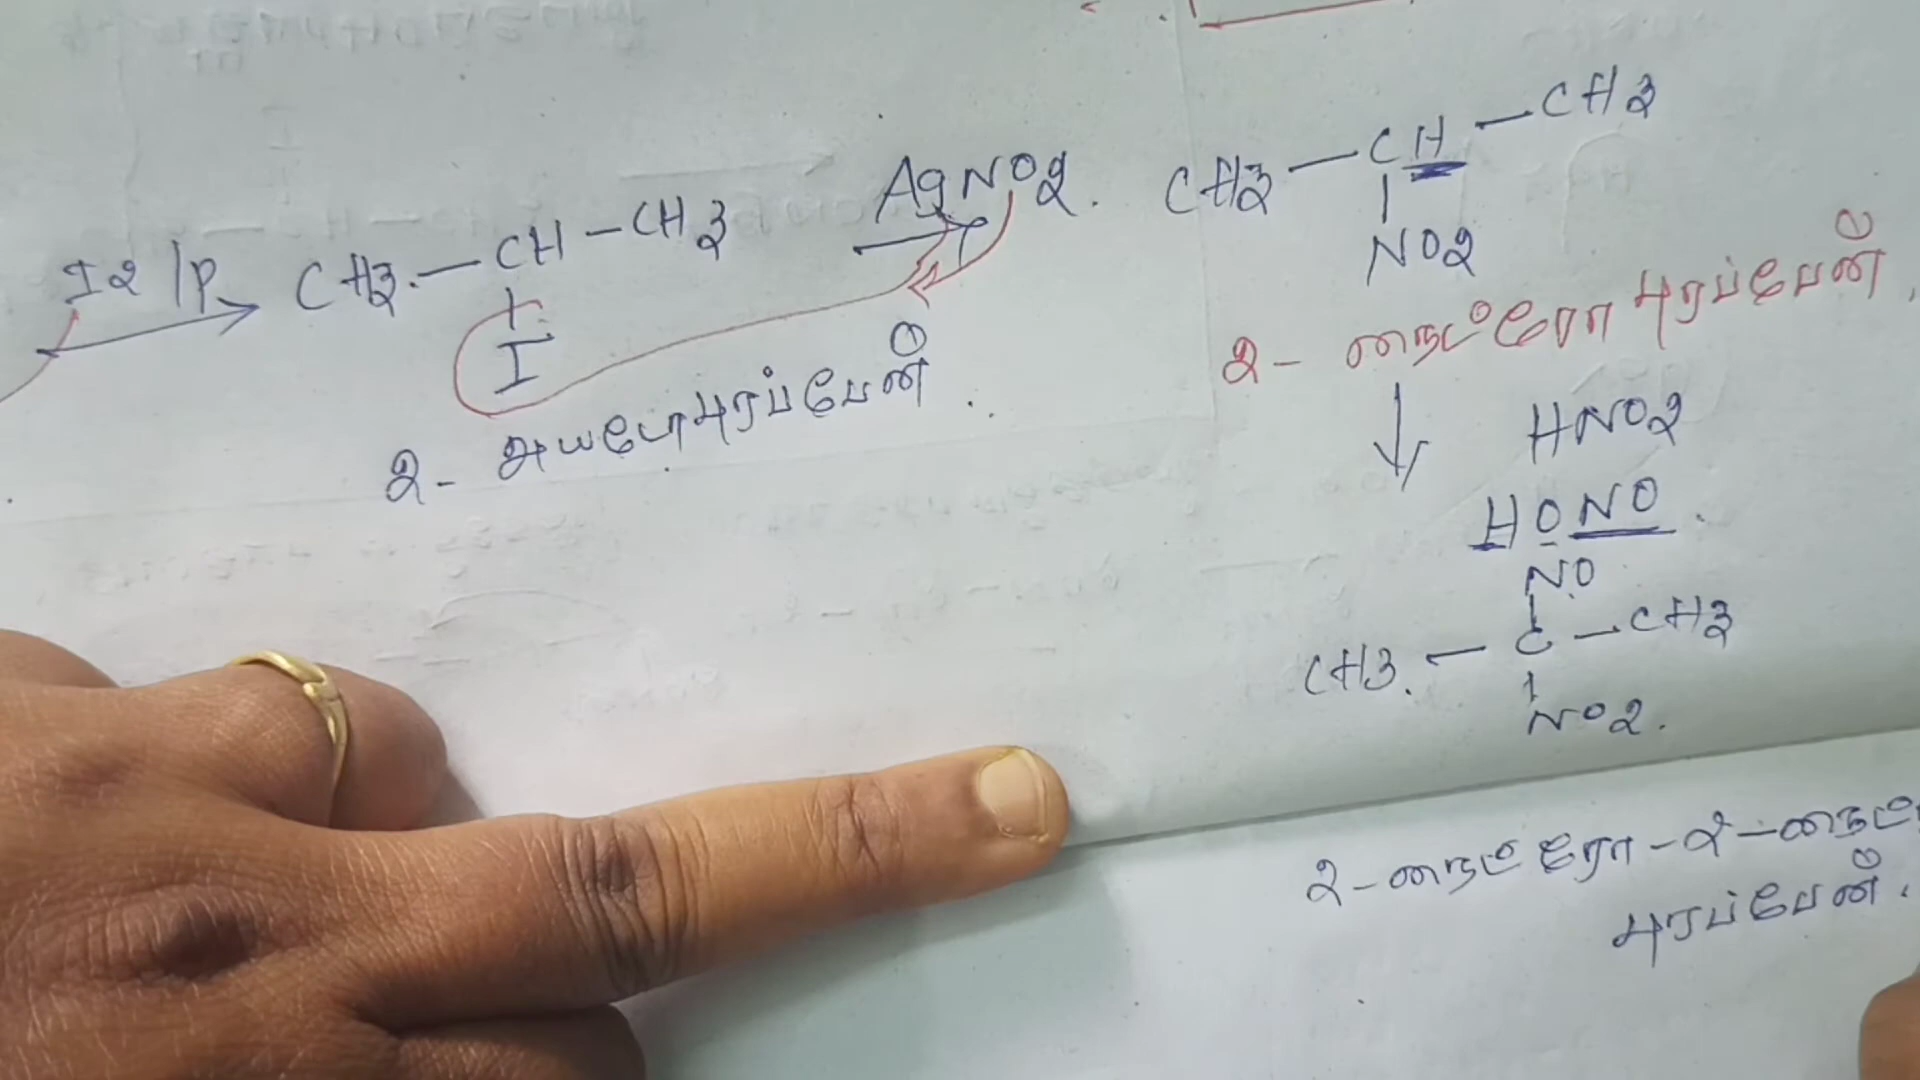 I2/P → CH3. — CH — CH3
I
2 - அயடோபுரப்பேன் .
AgNO2. →
CH3 — CH — CH3
NO2
2 - நைட்ரோ புரப்பேன்
↓ HNO2
HONO .
NO
CH3. — C — CH3
NO2.
2 - நைட்ரோ - 2 - நைட்
புரப்பேன்.